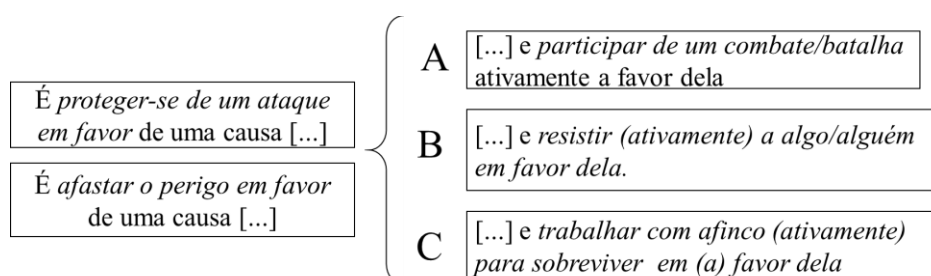 É proteger-se de um ataque
em favor de uma causa [...]
É afastar o perigo em favor
de uma causa [...]
A
[...] e participar de um combate/batalha
ativamente a favor dela
B
[...] e resistir (ativamente) a algo/alguém
em favor dela.
C
[...] e trabalhar com afinco (ativamente)
para sobreviver em (a) favor dela